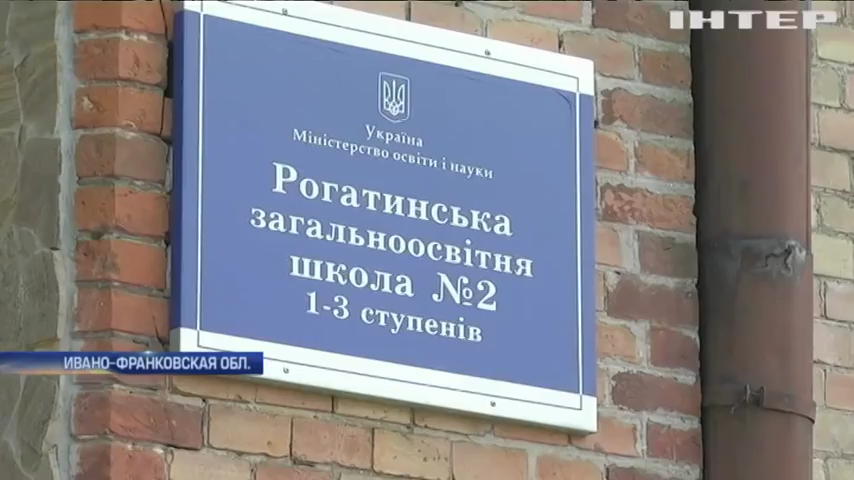 ІНТЕР
Україна
Міністерство освіти і науки
Рогатинська
загальноосвітня
школа №2
1-3 ступенів
ИВАНО-ФРАНКОВСКАЯ ОБЛ.